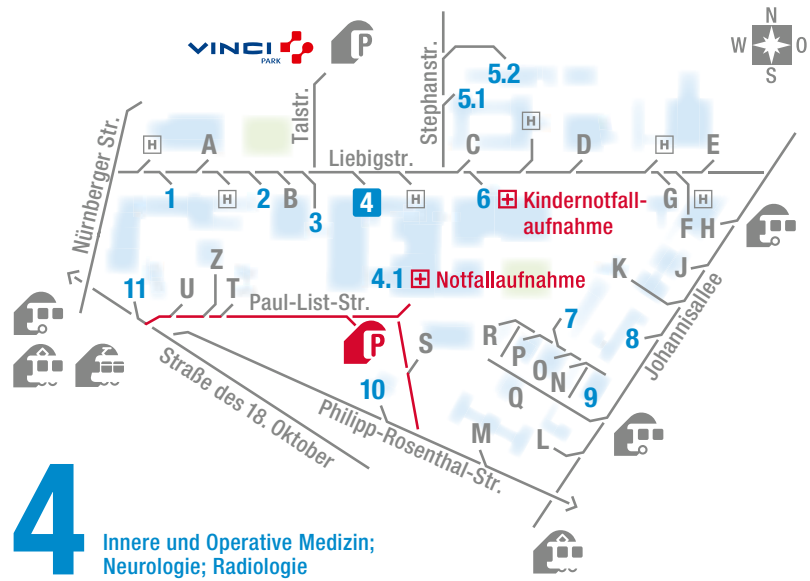 VINCI
PARK
P
N
W O
S
Nürnberger Str.
Talstr.
Stephanstr.
5.2
5.1
H
H
A
Liebigstr.
C
D
H
E
1
H
2
B
3
4
H
6
Kindernotfall-
aufnahme
G
H
F
H
11
U
Z
T
Paul-List-Str.
4.1
Notfallaufnahme
K
J
Johannisallee
P
S
R
P
O
N
Q
7
8
9
Straße des 18. Oktober
10
Philipp-Rosenthal-Str.
M
L
4
Innere und Operative Medizin;
Neurologie; Radiologie